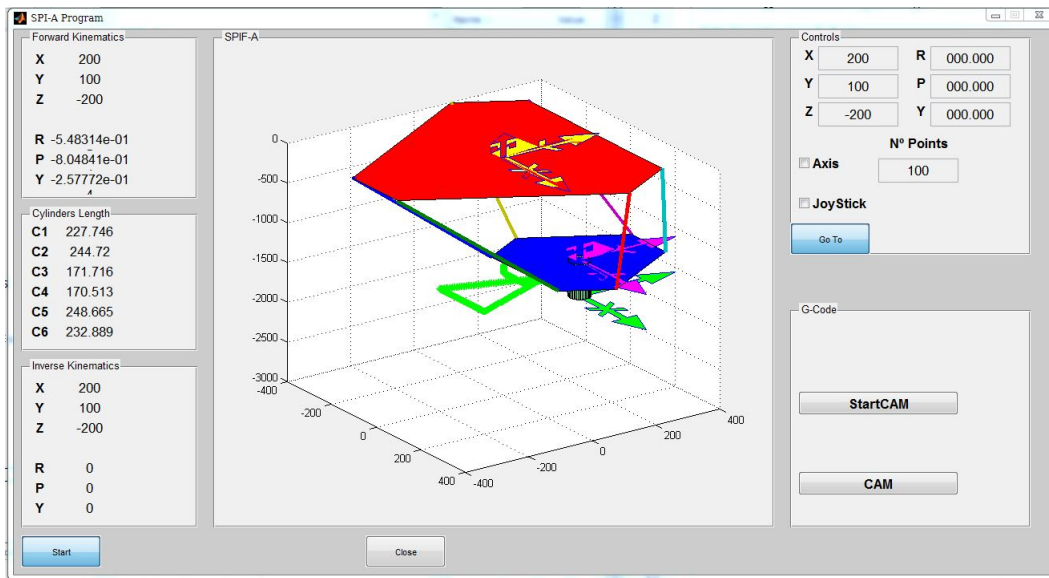 SPI-A Program
Forward Kinematics
X 200
Y 100
Z -200
R -5.48314e-01
P -8.04841e-01
Y -2.57772e-01
Cylinders Length
C1 227.746
C2 244.72
C3 171.716
C4 170.513
C5 248.665
C6 232.889
Inverse Kinematics
X 200
Y 100
Z -200
R 0
P 0
Y 0
Start
SPIF-A
0
-500
-1000
-1500
-2000
-2500
-3000
-400
-200
0
200
400
-400
-200
0
200
400
Close
Controls
X 200 R 000.000
Y 100 P 000.000
Z -200 Y 000.000
Nº Points
Axis 100
JoyStick
Go To
G-Code
StartCAM
CAM